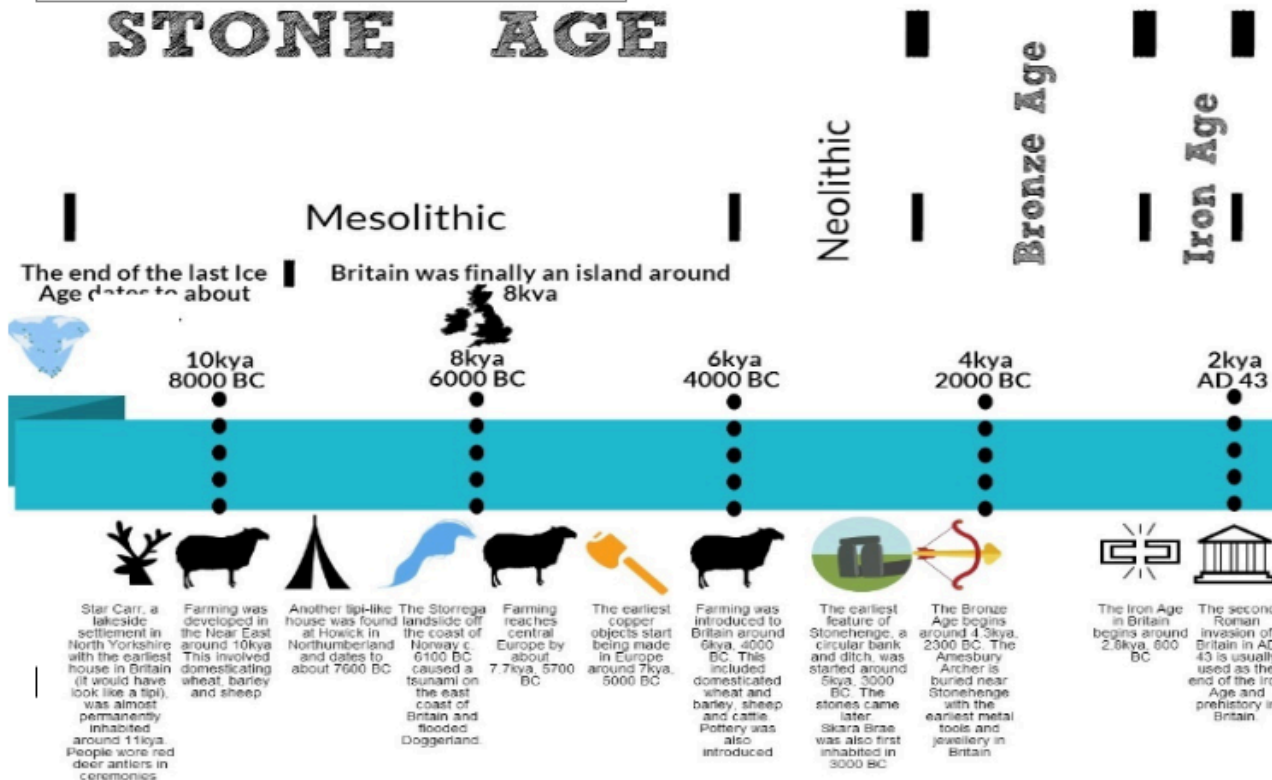 STONE AGE
Bronze Age
Iron Age
Neolithic
Mesolithic
The end of the last Ice
Age dates to about
Britain was finally an island around
8kya
10kya
8000 BC
8kya
6000 BC
6kya
4000 BC
4kya
2000 BC
2kya
AD 43
Star Carr, a
lakeside
settlement in
North Yorkshire
with the earliest
house in Britain
(it would have
look like a tipi),
was almost
permanently
inhabited
around 11kya.
People wore red
deer antlers in
ceremonies
Farming was
developed in
the Near East
around 10kya
This involved
domesticating
wheat, barley
and sheep
Another tipi-like
house was found
at Howick in
Northumberland
and dates to
about 7600 BC
The Storrega
landslide off
the coast of
Norway c.
6100 BC
caused a
tsunami on
the east
coast of
Britain and
flooded
Doggerland.
Farming
reaches
central
Europe by
about
7.7kya, 5700
BC
The earliest
copper
objects start
being made
in Europe
around 7kya,
5000 BC
Farming was
introduced to
Britain around
6kya, 4000
BC. This
included
domesticated
wheat and
barley, sheep
and cattle.
Pottery was
also
introduced
The earliest
feature of
Stonehenge, a
circular bank
and ditch, was
started around
5kya, 3000
BC. The
stones came
later.
Skara Brae
was also first
inhabited in
3000 BC
The Bronze
Age begins
around 4.3kya,
2300 BC. The
Amesbury
Archer is
buried near
Stonehenge
with the
earliest metal
tools and
jewellery in
Britain
The Iron Age
in Britain
begins around
2.8kya, 800
BC
The second
Roman
invasion of
Britain in AD
43 is usually
used as the
end of the Iro
Age and
prehistory in
Britain.